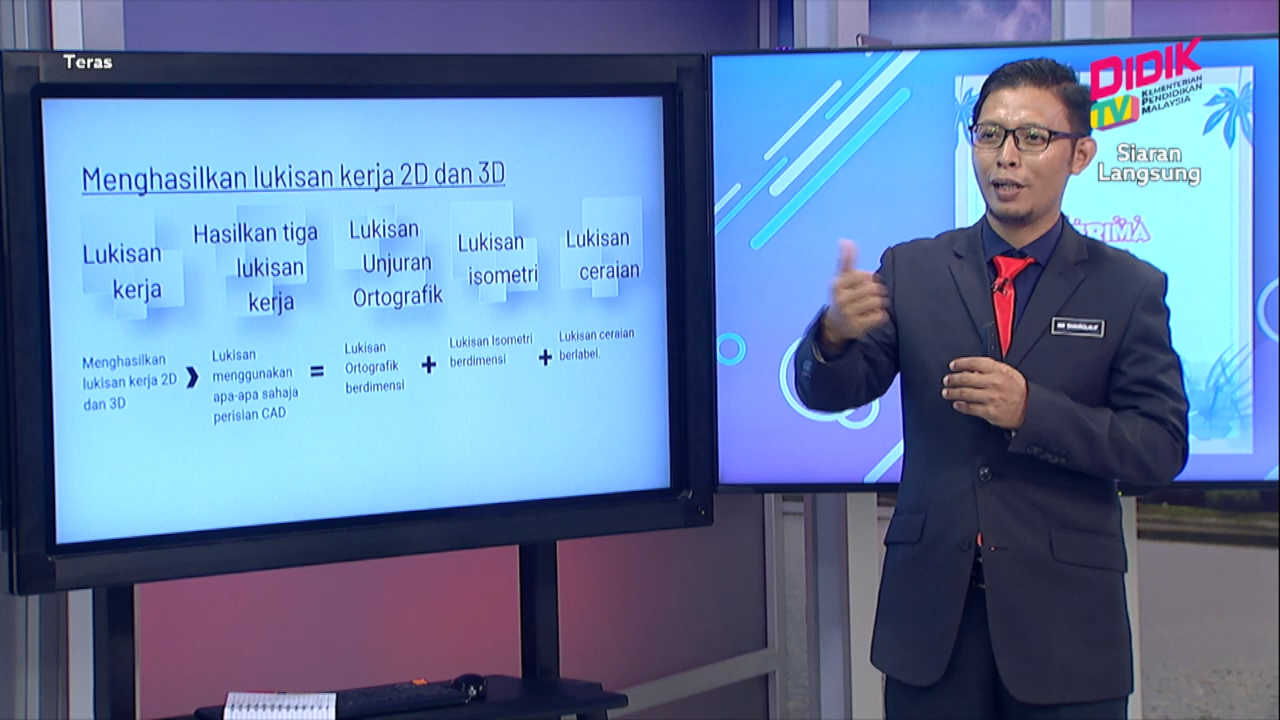 Teras
Menghasilkan lukisan kerja 2D dan 3D
Lukisan
kerja
Hasilkan tiga
lukisan
kerja
Lukisan
Unjuran
Ortografik
Lukisan
isometri
Lukisan
ceraian
Menghasilkan
lukisan kerja 2D
dan 3D
Lukisan
menggunakan
apa-apa sahaja
perisian CAD
=
Lukisan
Ortografik
berdimensi
+
Lukisan Isometri
berdimensi
+
Lukisan ceraian
berlabel.
DIDIK
TV
KEMENTERIAN
PENDIDIKAN
MALAYSIA
Siaran
Langsung